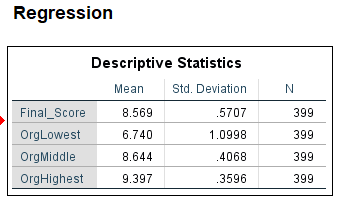 Regression
Descriptive Statistics
Mean Std. Deviation N
Final_Score 8.569 .5707 399
OrgLowest 6.740 1.0998 399
OrgMiddle 8.644 .4068 399
OrgHighest 9.397 .3596 399